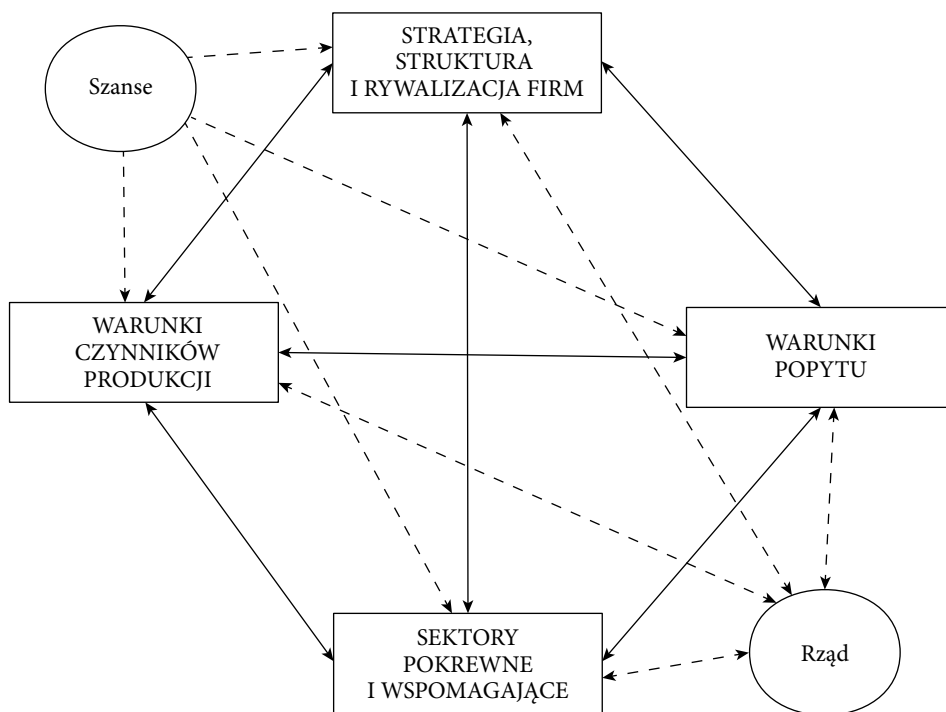 STRATEGIA,
STRUKTURA
I RYWALIZACJA FIRM
Szanse
WARUNKI
CZYNNIKÓW
PRODUKCJI
WARUNKI
POPYTU
SEKTORY
POKREWNE
I WSPOMAGAJĄCE
Rząd